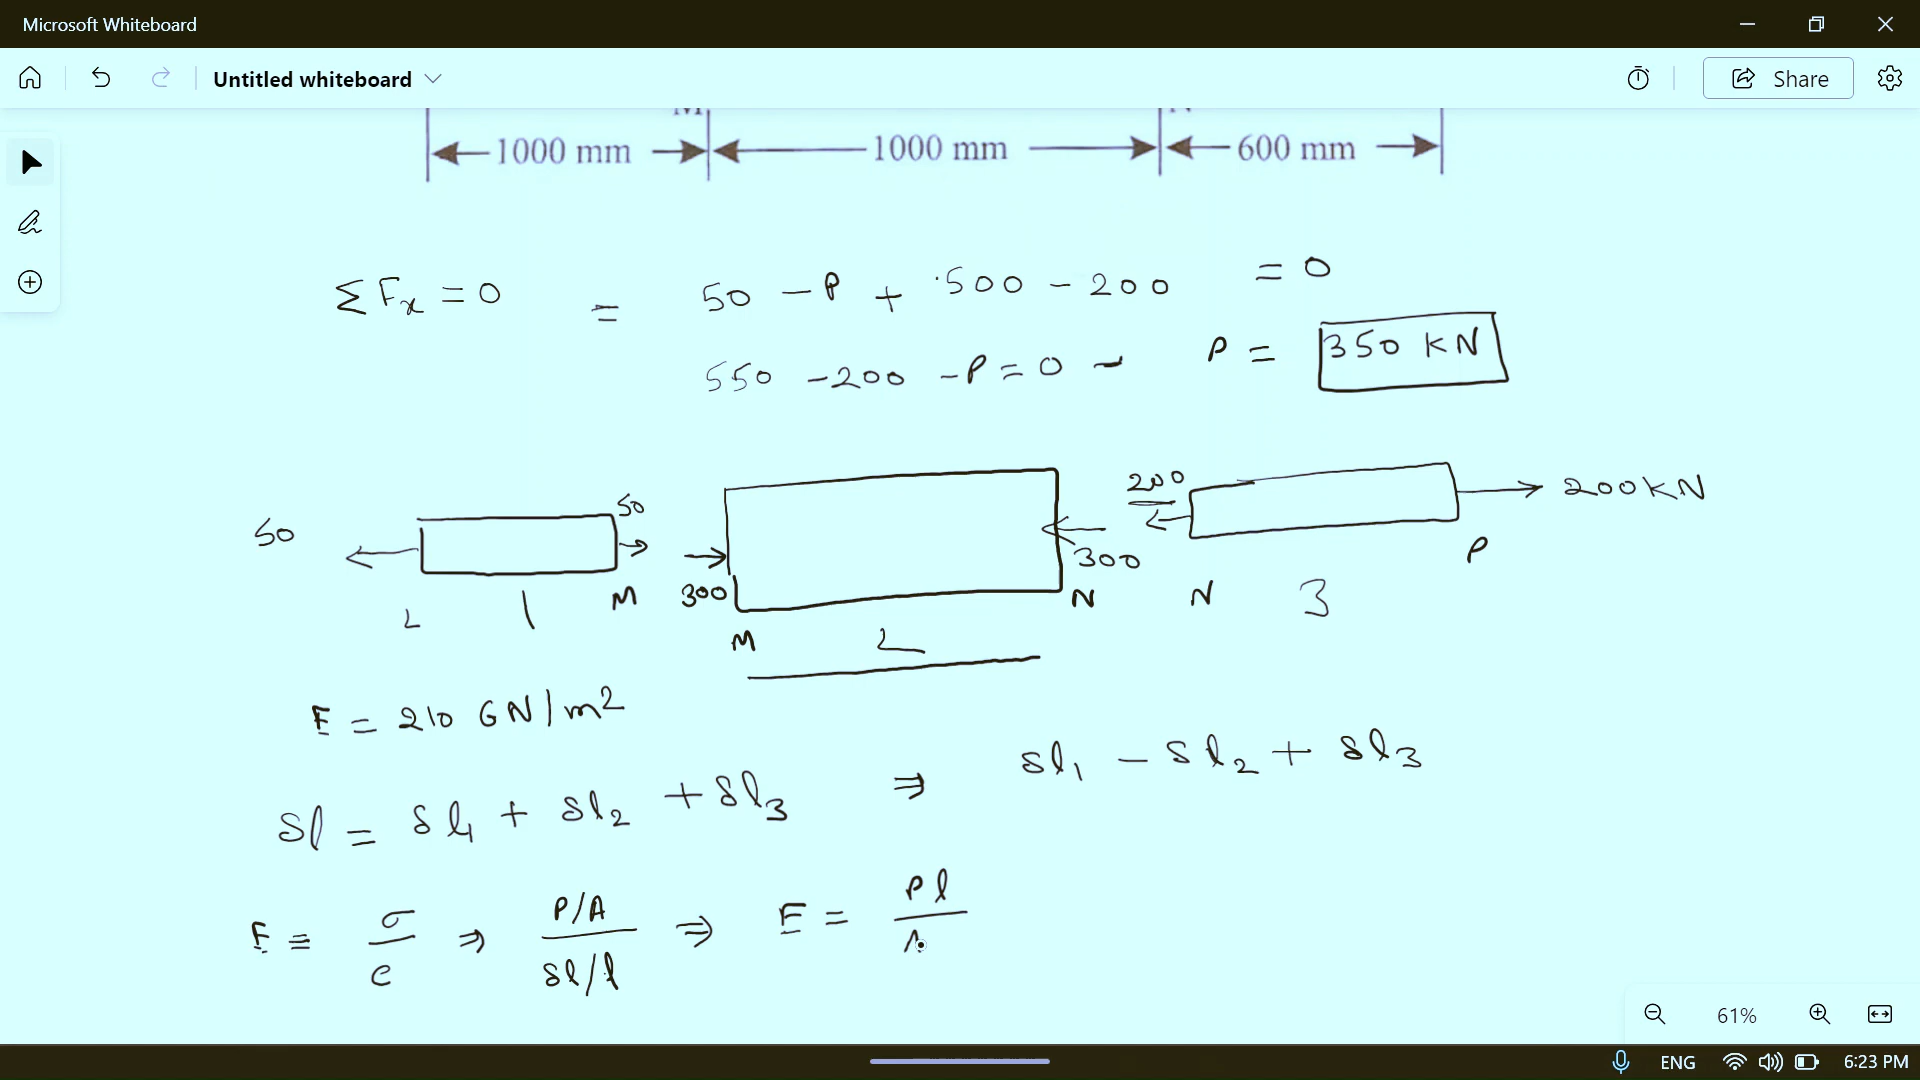 Microsoft Whiteboard
Untitled whiteboard
Share
1000 mm 1000 mm 600 mm
Σ Fx = 0 = 50 - P + 500 - 200 = 0
550 - 200 - P = 0 - P = 350 KN
50 50 200 200KN
300 300
L 1 M M 2 N N 3 P
E = 210 GN/m2
δl = δl1 + δl2 + δl3 ⇒ δl1 - δl2 + δl3
E = σ/e ⇒ P/A / δl/l ⇒ E = Pl
61%
ENG 6:23 PM